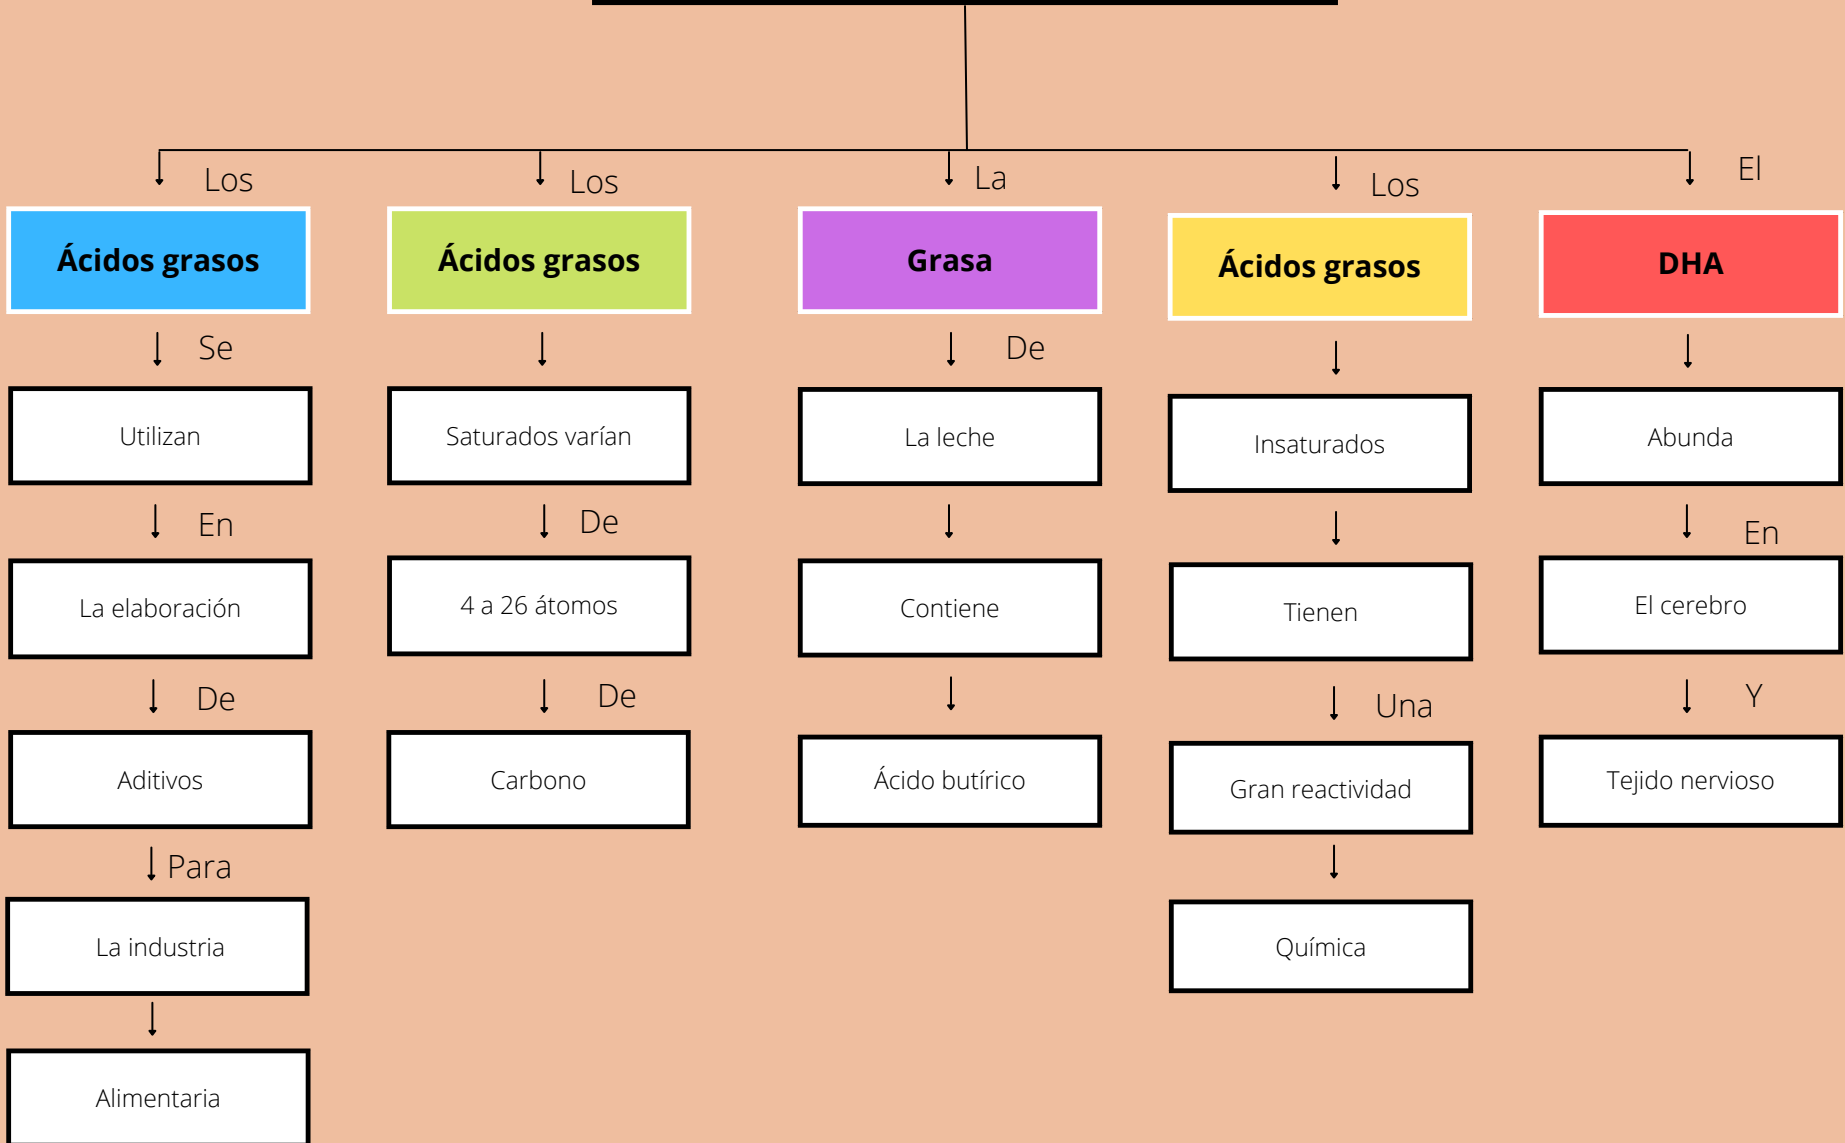 Los
Ácidos grasos
Se
Utilizan
En
La elaboración
De
Aditivos
Para
La industria
Alimentaria
Los
Ácidos grasos
Saturados varían
De
4 a 26 átomos
De
Carbono
La
Grasa
De
La leche
Contiene
Ácido butírico
Los
Ácidos grasos
Insaturados
Tienen
Una
Gran reactividad
Química
El
DHA
Abunda
En
El cerebro
Y
Tejido nervioso